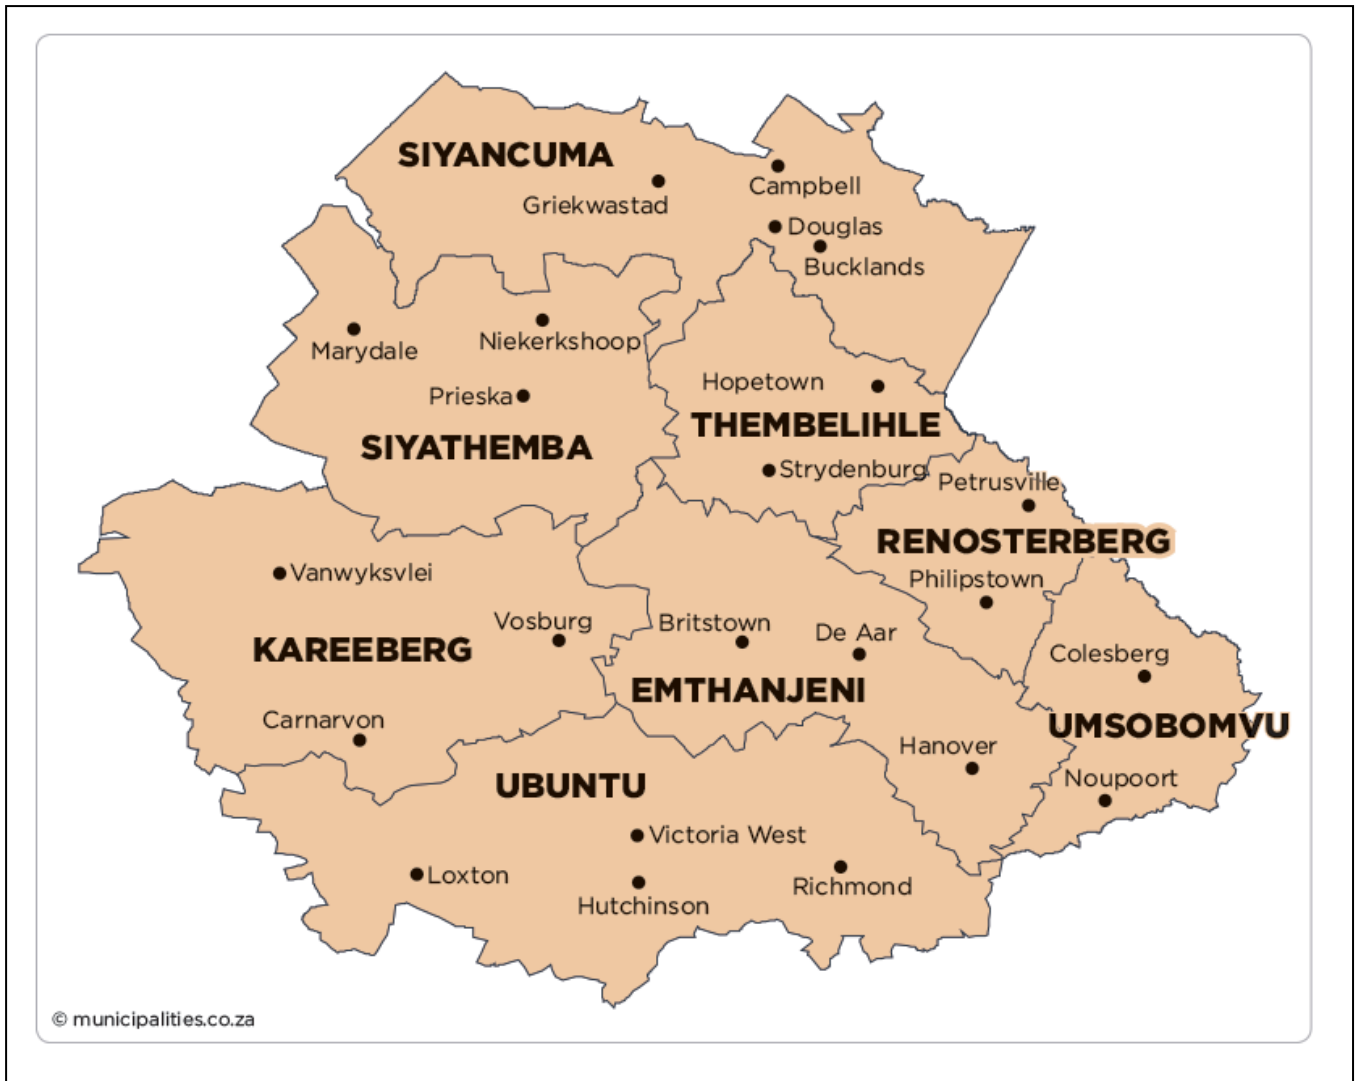 SIYANCUMA
Campbell
Griekwastad
Douglas
Bucklands
Niekerkshoop
Marydale
Hopetown
Prieska
THEMBELIHLE
SIYATHEMBA
Strydenburg
Petrusville
RENOSTERBERG
Vanwyksvlei
Philipstown
Vosburg
Britstown
De Aar
KAREEBERG
Colesberg
EMTHANJENI
Carnarvon
UMSOBOMVU
Hanover
Noupoort
UBUNTU
Victoria West
Loxton
Richmond
Hutchinson
© municipalities.co.za